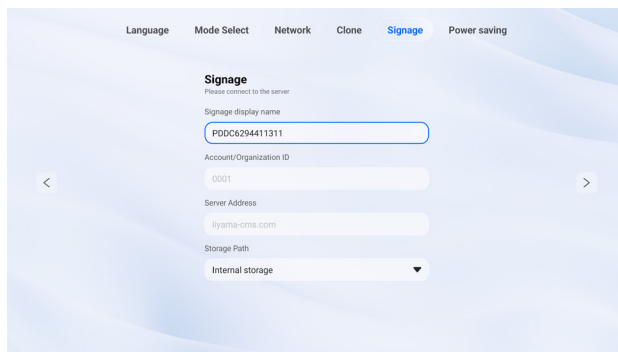 Language Mode Select Network Clone Signage Power saving
Signage
Please connect to the server
Signage display name
PDDC6294411311
Account/Organization ID
0001
Server Address
iiyama-cms.com
Storage Path
Internal storage